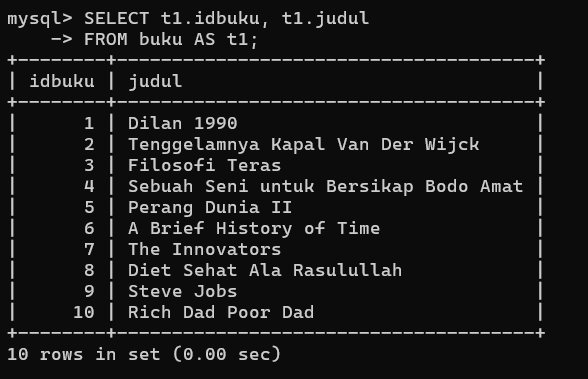 mysql> SELECT t1.idbuku, t1.judul
    -> FROM buku AS t1;
+--------+--------------------------------------+
| idbuku | judul                                |
+--------+--------------------------------------+
|      1 | Dilan 1990                           |
|      2 | Tenggelamnya Kapal Van Der Wijck     |
|      3 | Filosofi Teras                       |
|      4 | Sebuah Seni untuk Bersikap Bodo Amat |
|      5 | Perang Dunia II                      |
|      6 | A Brief History of Time              |
|      7 | The Innovators                       |
|      8 | Diet Sehat Ala Rasulullah            |
|      9 | Steve Jobs                           |
|     10 | Rich Dad Poor Dad                    |
+--------+--------------------------------------+
10 rows in set (0.00 sec)